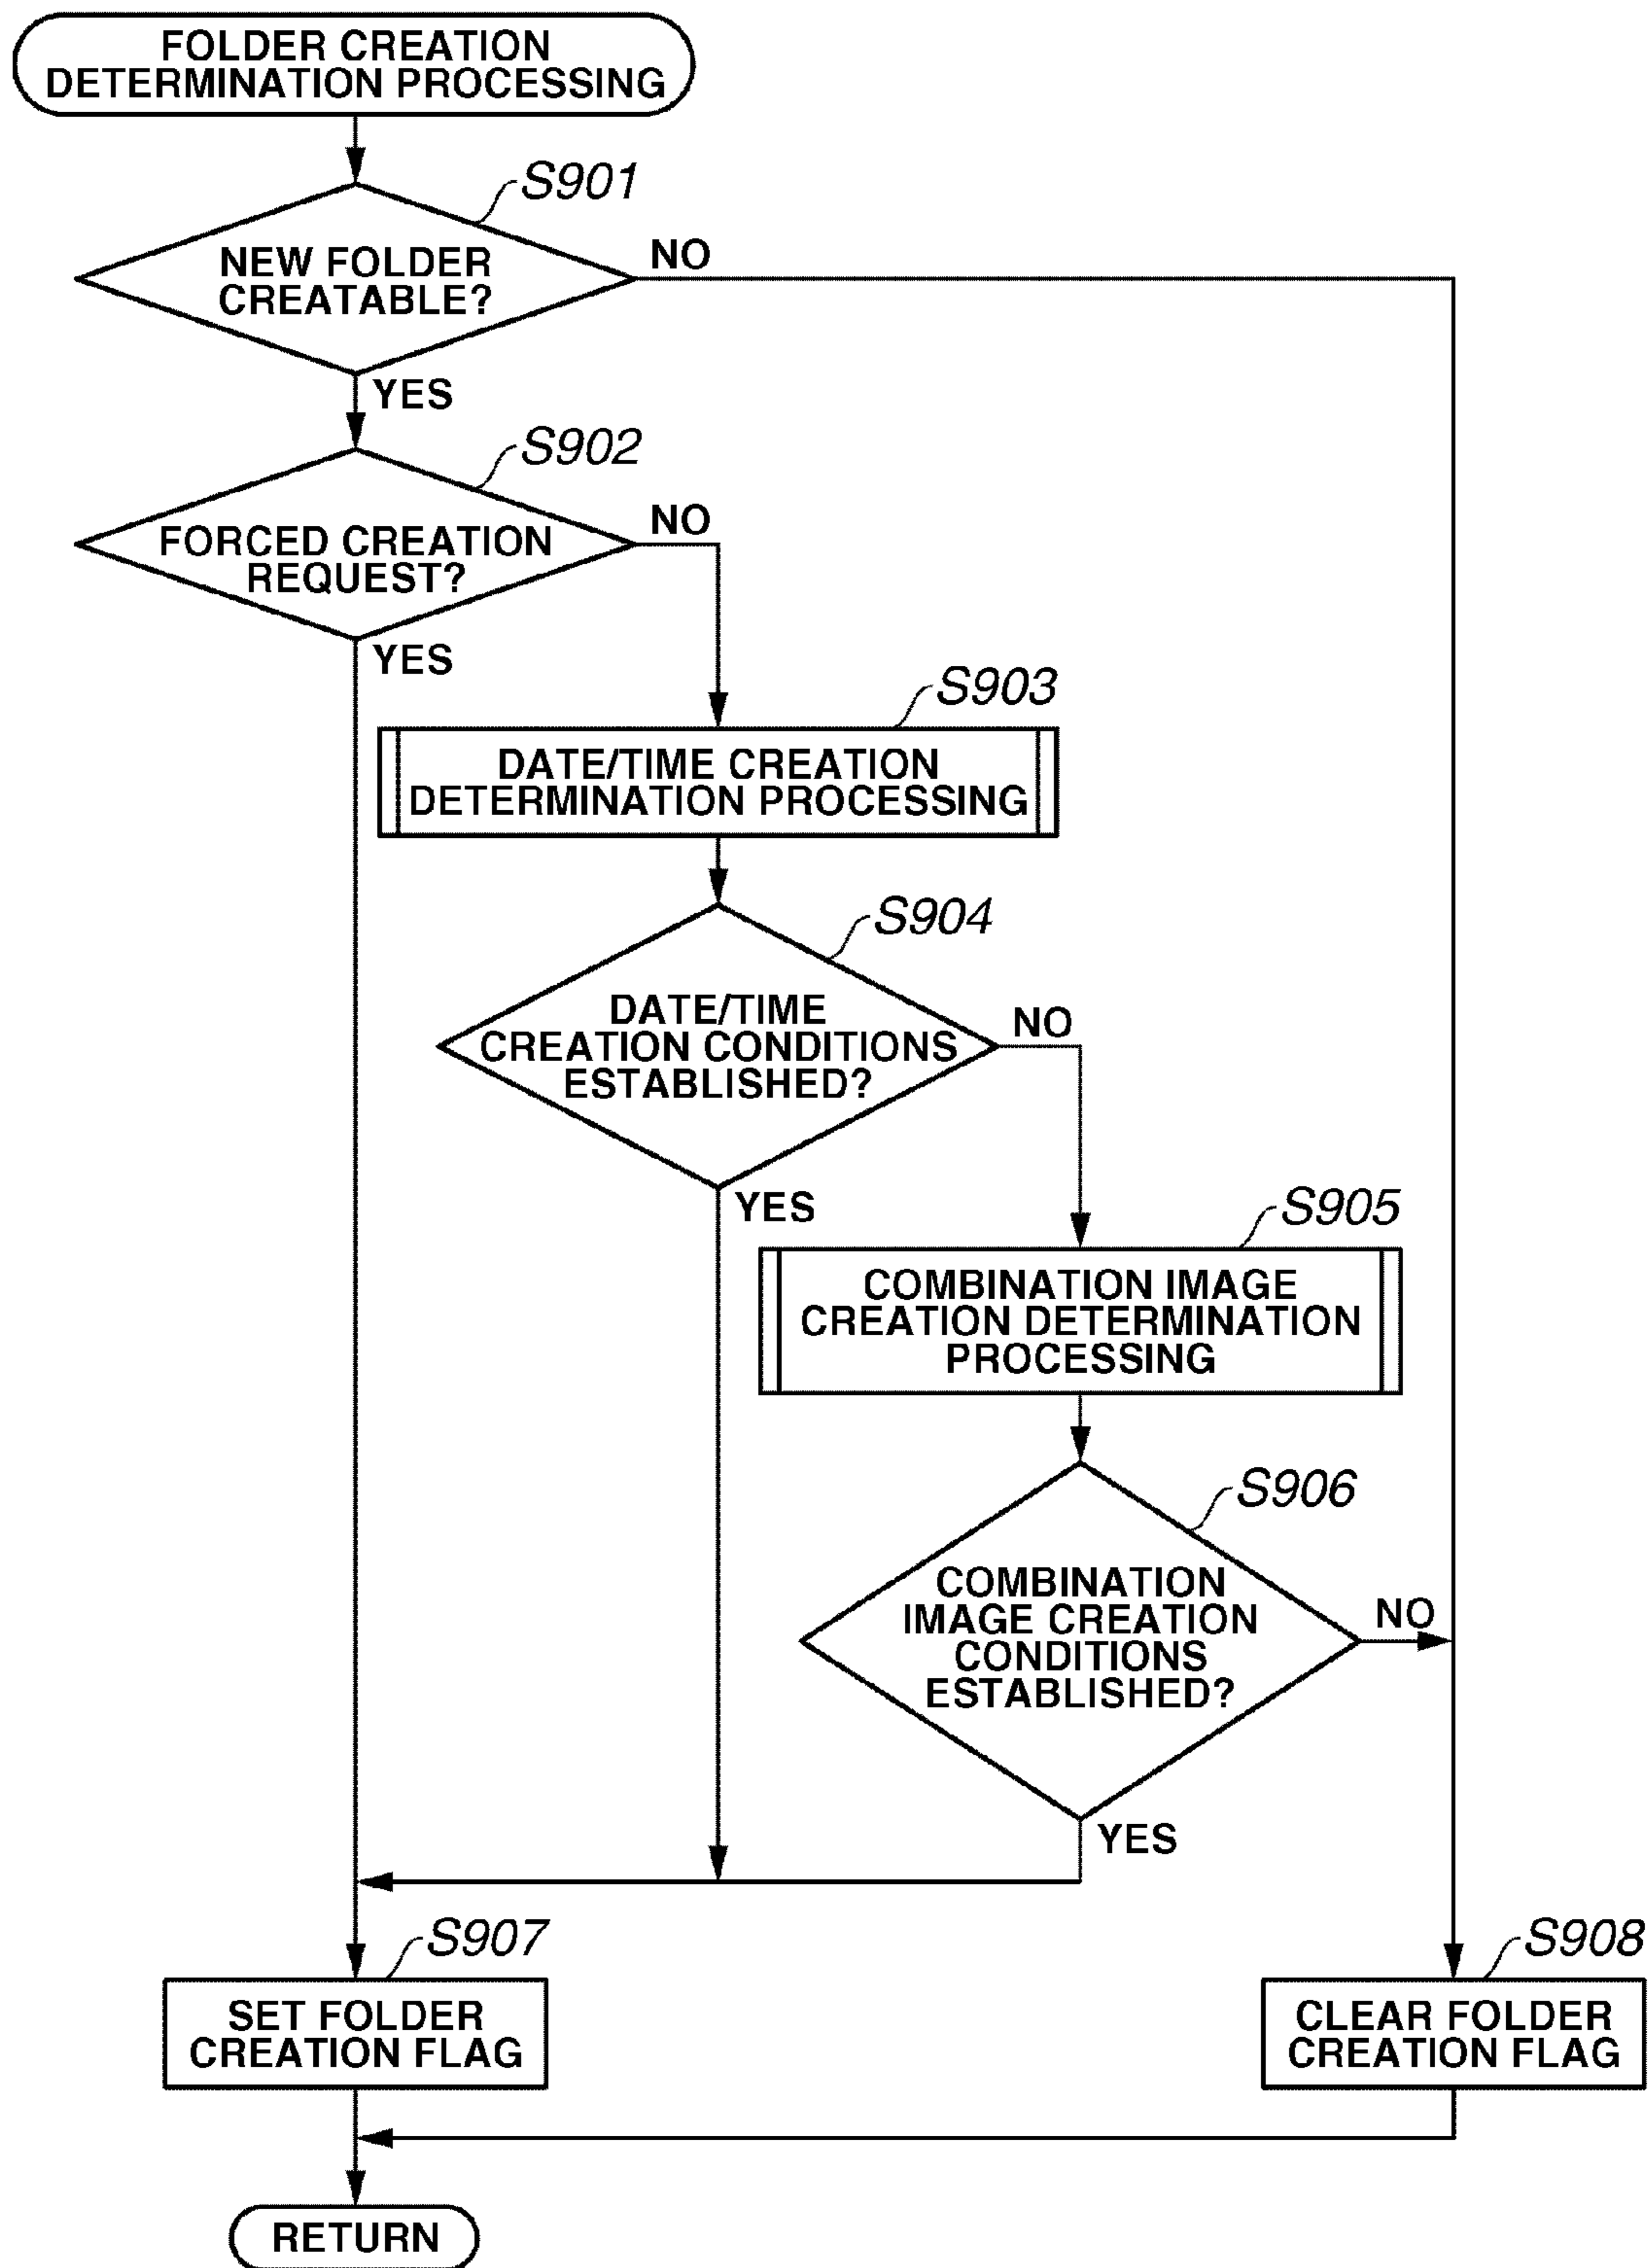 FOLDER CREATION
DETERMINATION PROCESSING
S901
NEW FOLDER
CREATABLE?
NO
YES
S902
FORCED CREATION
REQUEST?
NO
YES
S903
DATE/TIME CREATION
DETERMINATION PROCESSING
S904
DATE/TIME
CREATION CONDITIONS
ESTABLISHED?
NO
YES
S905
COMBINATION IMAGE
CREATION DETERMINATION
PROCESSING
S906
COMBINATION
IMAGE CREATION
CONDITIONS
ESTABLISHED?
NO
YES
S907
SET FOLDER
CREATION FLAG
S908
CLEAR FOLDER
CREATION FLAG
RETURN